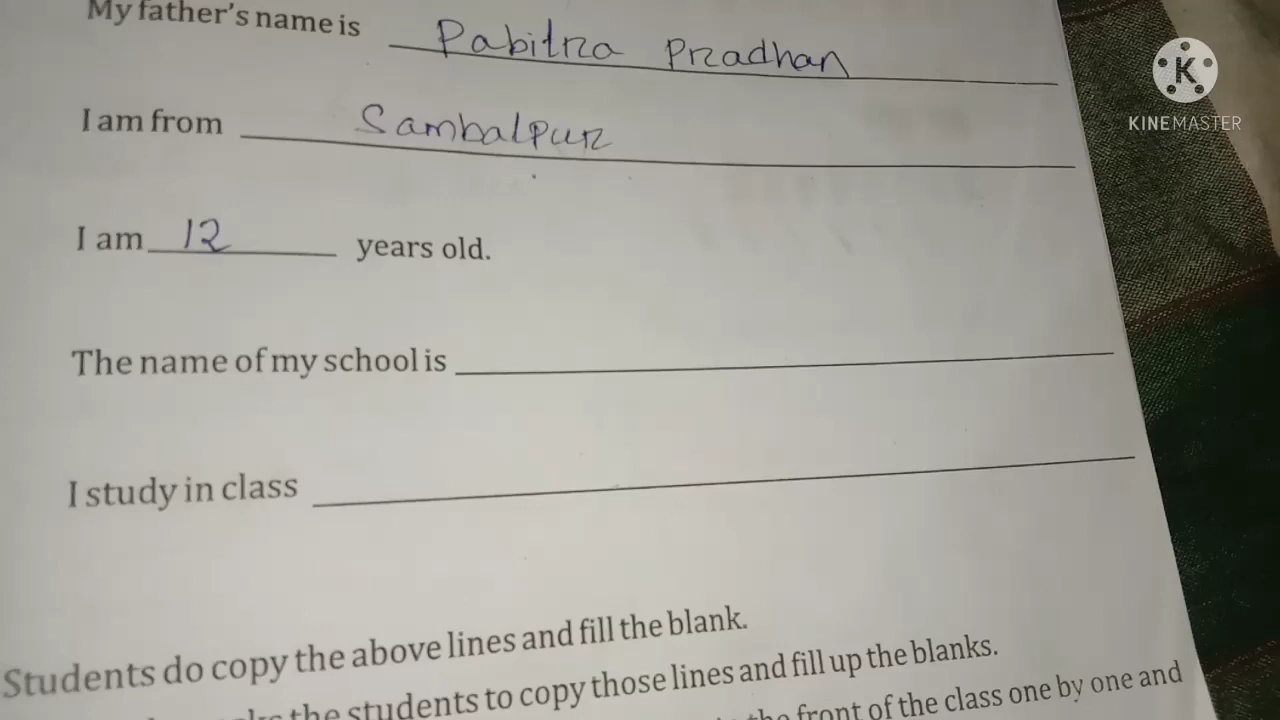 My father's name is Pabitra Pradhan
I am from Sambalpur
I am 12 years old.
The name of my school is
I study in class
Students do copy the above lines and fill the blank.
the students to copy those lines and fill up the blanks.
the front of the class one by one and
KINEMASTER